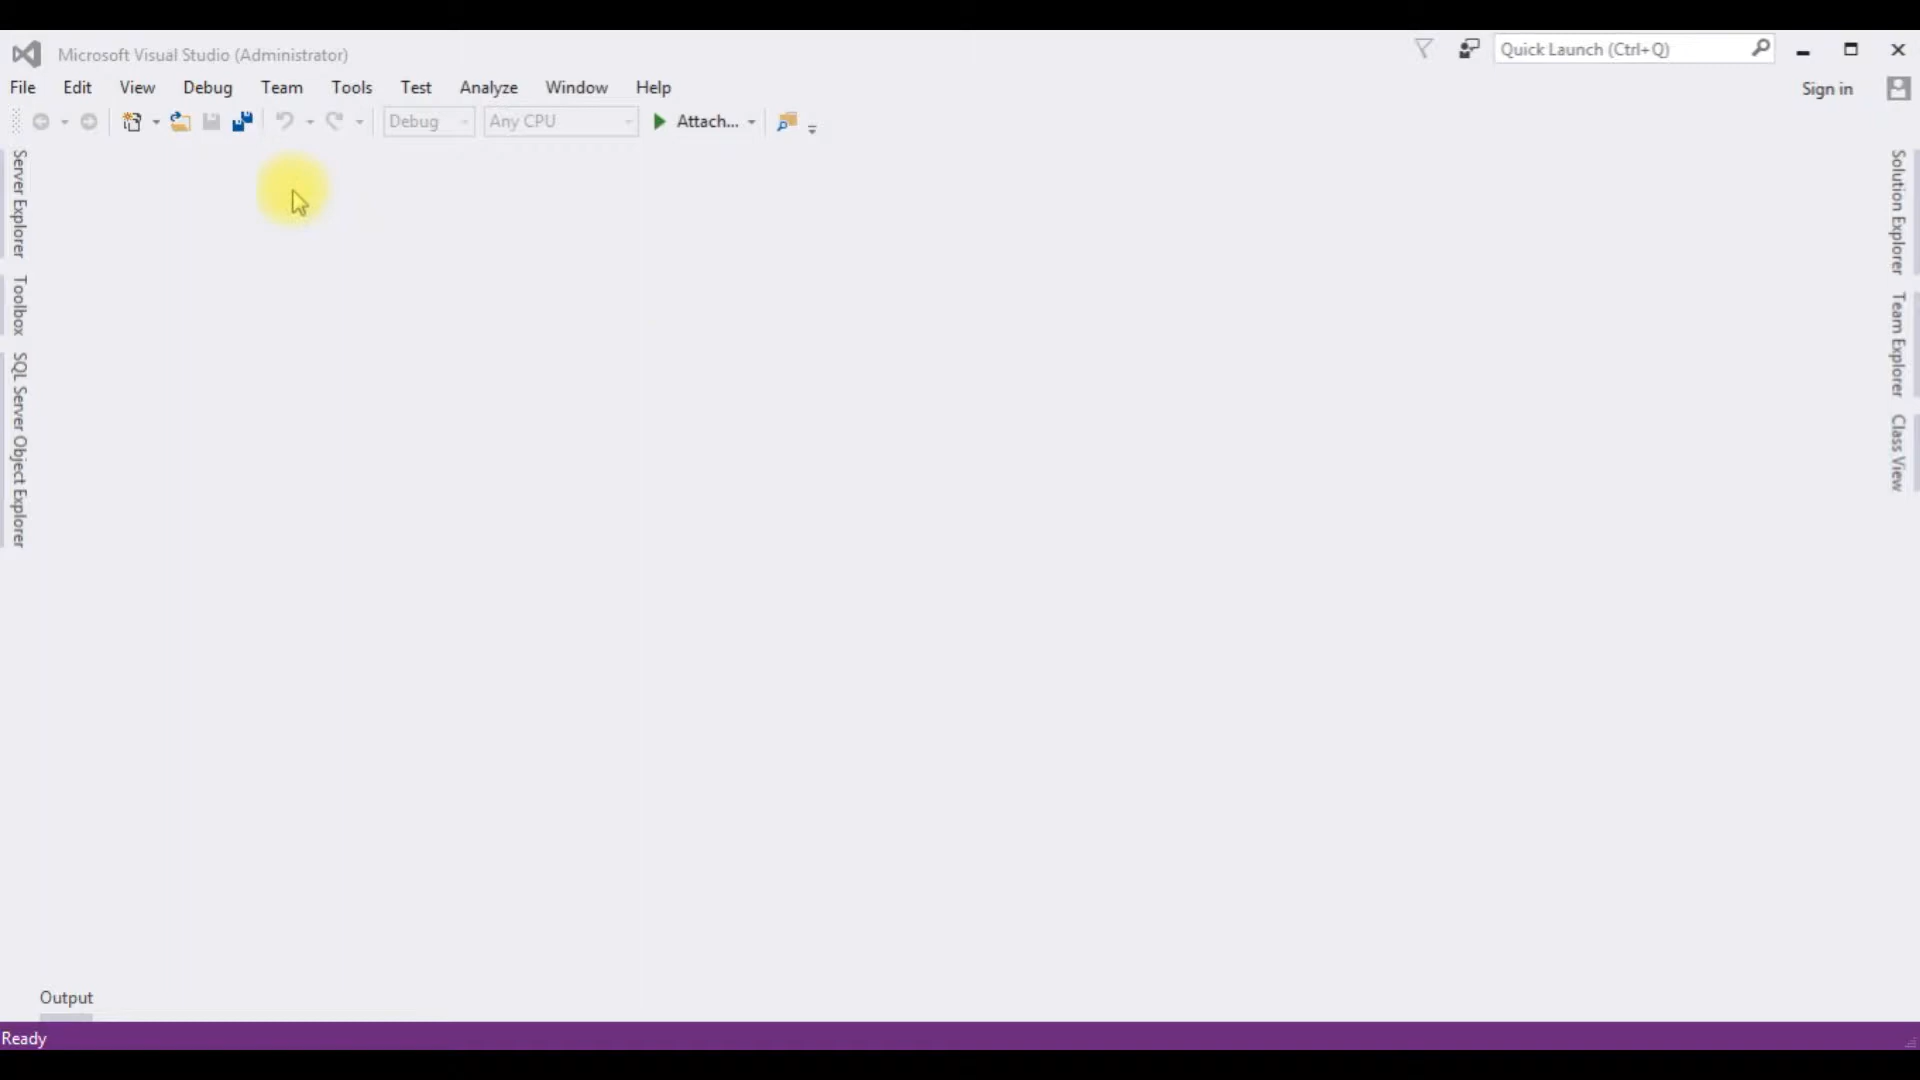 Microsoft Visual Studio (Administrator)
Quick Launch (Ctrl+Q)
File Edit View Debug Team Tools Test Analyze Window Help
Sign in
Debug Any CPU Attach...
Server Explorer
Toolbox
SQL Server Object Explorer
Solution Explorer
Team Explorer
Class View
Output
Ready